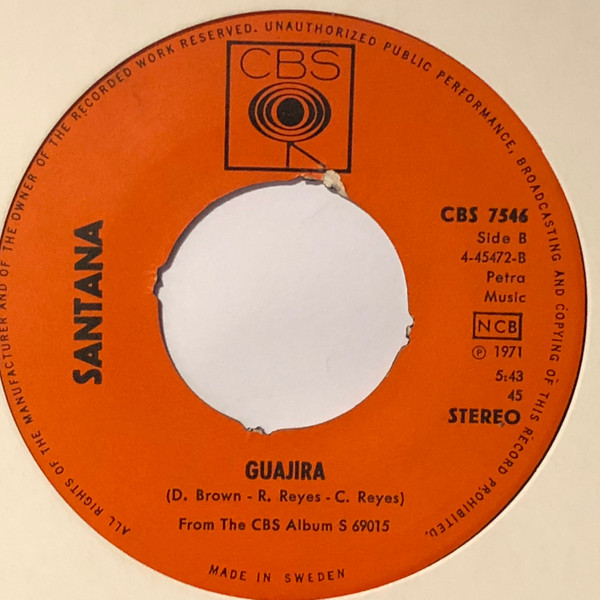 ALL RIGHTS OF THE MANUFACTURER AND OF THE OWNER OF THE RECORDED WORK RESERVED. UNAUTHORIZED PUBLIC PERFORMANCE, BROADCASTING AND COPYING OF THIS RECORD PROHIBITED.
CBS
SANTANA
CBS 7546
Side B
4-45472-B
Petra
Music
NCB
℗ 1971
5:43
45
STEREO
GUAJIRA
(D. Brown - R. Reyes - C. Reyes)
From The CBS Album S 69015
MADE IN SWEDEN